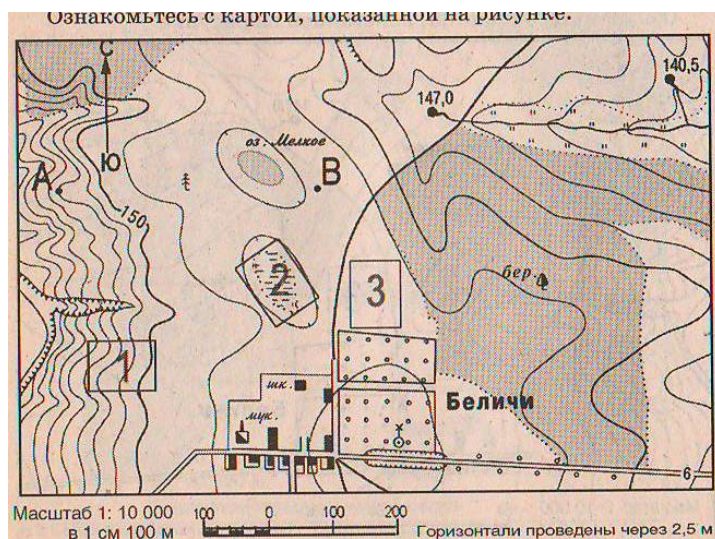 Ознакомьтесь с картой, показанной на рисунке.
С
140,5
147,0
оз. Мелкое
Ю
А
В
150
2
3
бер.
1
шк.
Беличи
мук.
6
Масштаб 1: 10 000
в 1 см 100 м
100 0 100 200
Горизонтали проведены через 2,5 м